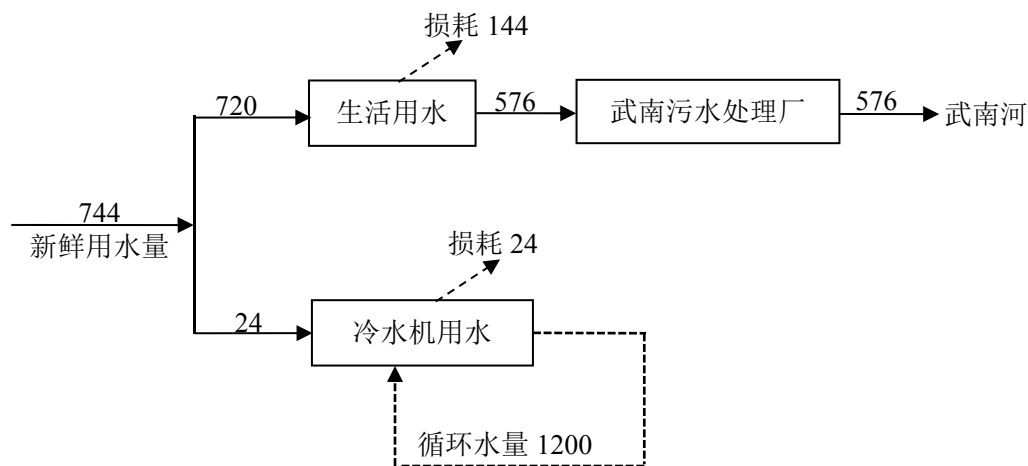 损耗 144
720
生活用水
576
武南污水处理厂
576
武南河
744
新鲜用水量
损耗 24
24
冷水机用水
循环水量 1200